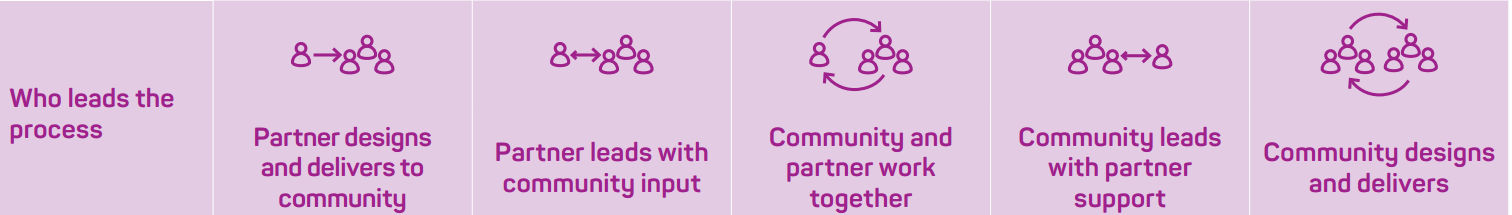 Who leads the
process
Partner designs
and delivers to
community
Partner leads with
community input
Community and
partner work
together
Community leads
with partner
support
Community designs
and delivers